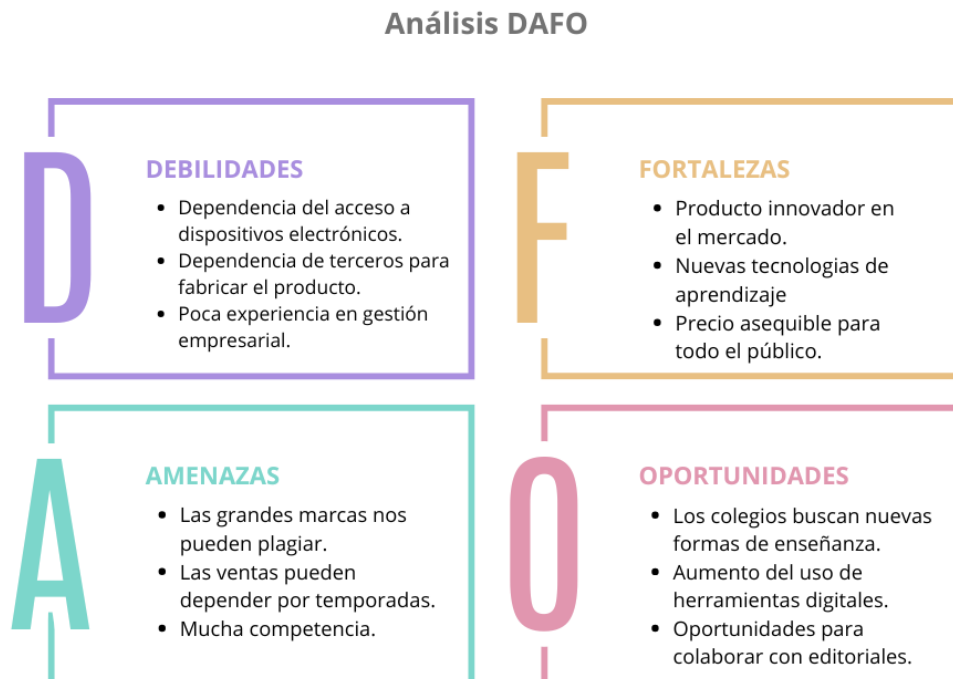 Análisis DAFO
D
DEBILIDADES
• Dependencia del acceso a
dispositivos electrónicos.
• Dependencia de terceros para
fabricar el producto.
• Poca experiencia en gestión
empresarial.
F
FORTALEZAS
• Producto innovador en
el mercado.
• Nuevas tecnologias de
aprendizaje
• Precio asequible para
todo el público.
A
AMENAZAS
• Las grandes marcas nos
pueden plagiar.
• Las ventas pueden
depender por temporadas.
• Mucha competencia.
O
OPORTUNIDADES
• Los colegios buscan nuevas
formas de enseñanza.
• Aumento del uso de
herramientas digitales.
• Oportunidades para
colaborar con editoriales.